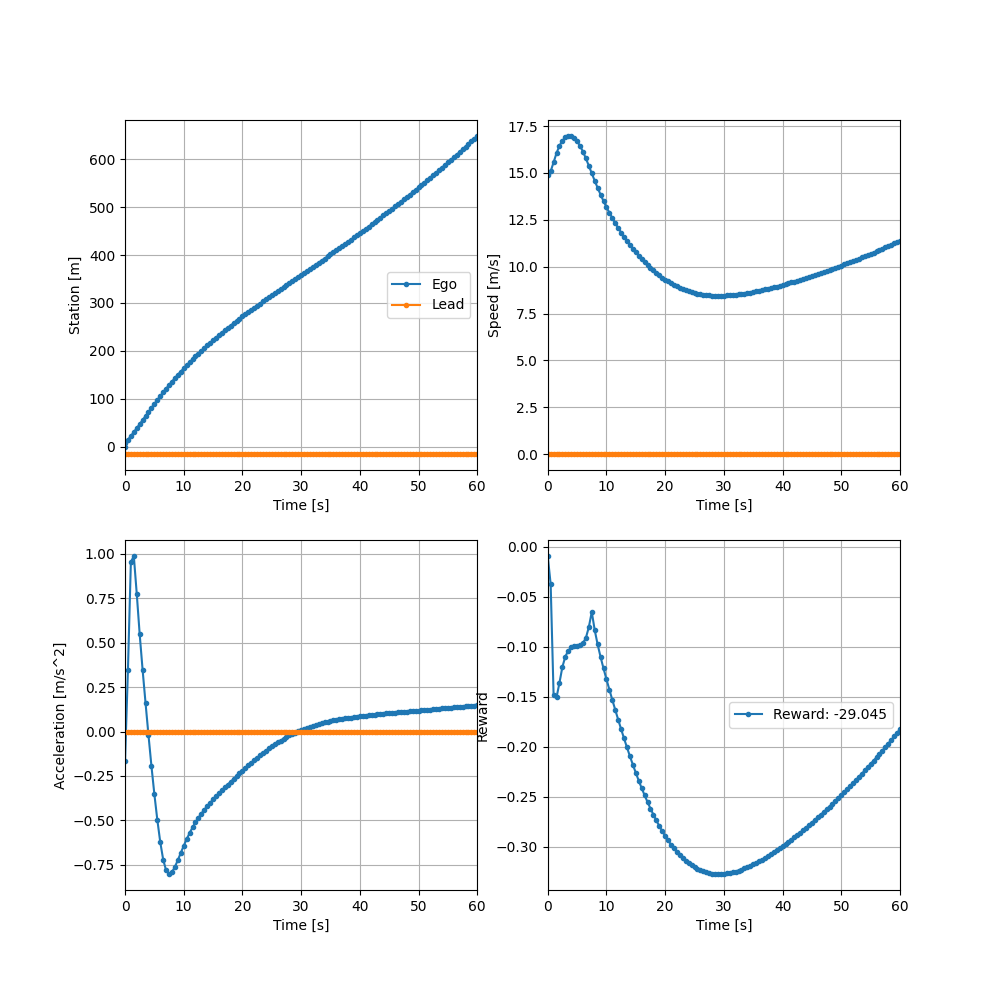 600
500
400
300
200
100
0
Station [m]
Ego
Lead
0 10 20 30 40 50 60
Time [s]
17.5
15.0
12.5
10.0
7.5
5.0
2.5
0.0
Speed [m/s]
0 10 20 30 40 50 60
Time [s]
1.00
0.75
0.50
0.25
0.00
−0.25
−0.50
−0.75
Acceleration [m/s^2]
0 10 20 30 40 50 60
Time [s]
0.00
−0.05
−0.10
−0.15
−0.20
−0.25
−0.30
Reward
Reward: -29.045
0 10 20 30 40 50 60
Time [s]